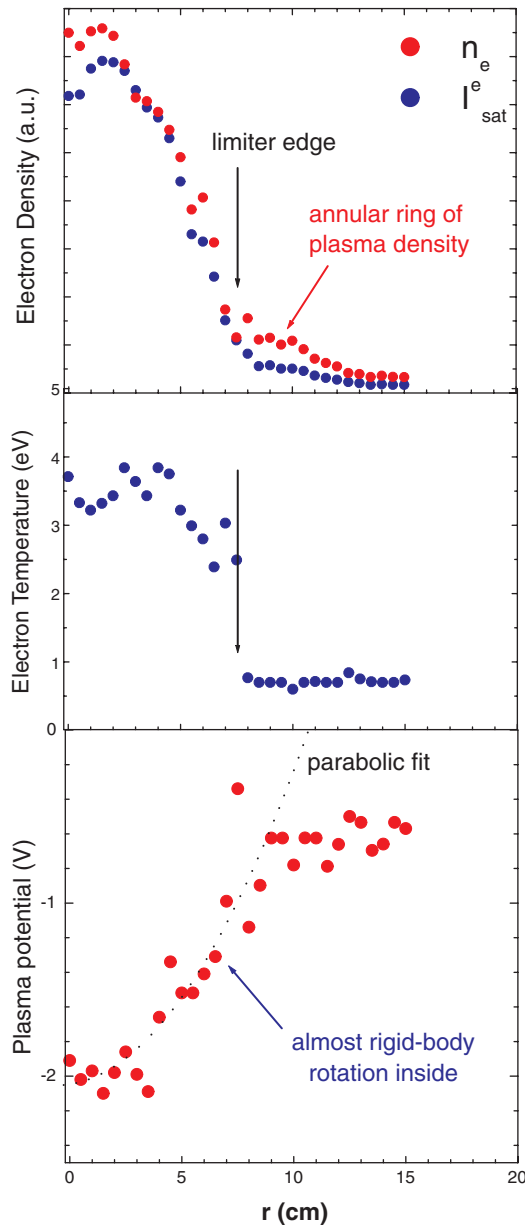 n_e
I^e_sat
limiter edge
annular ring of
plasma density
Electron Density (a.u.)
5
4
3
2
1
0
Electron Temperature (eV)
parabolic fit
-1
-2
Plasma potential (V)
almost rigid-body
rotation inside
0
5
10
15
20
r (cm)